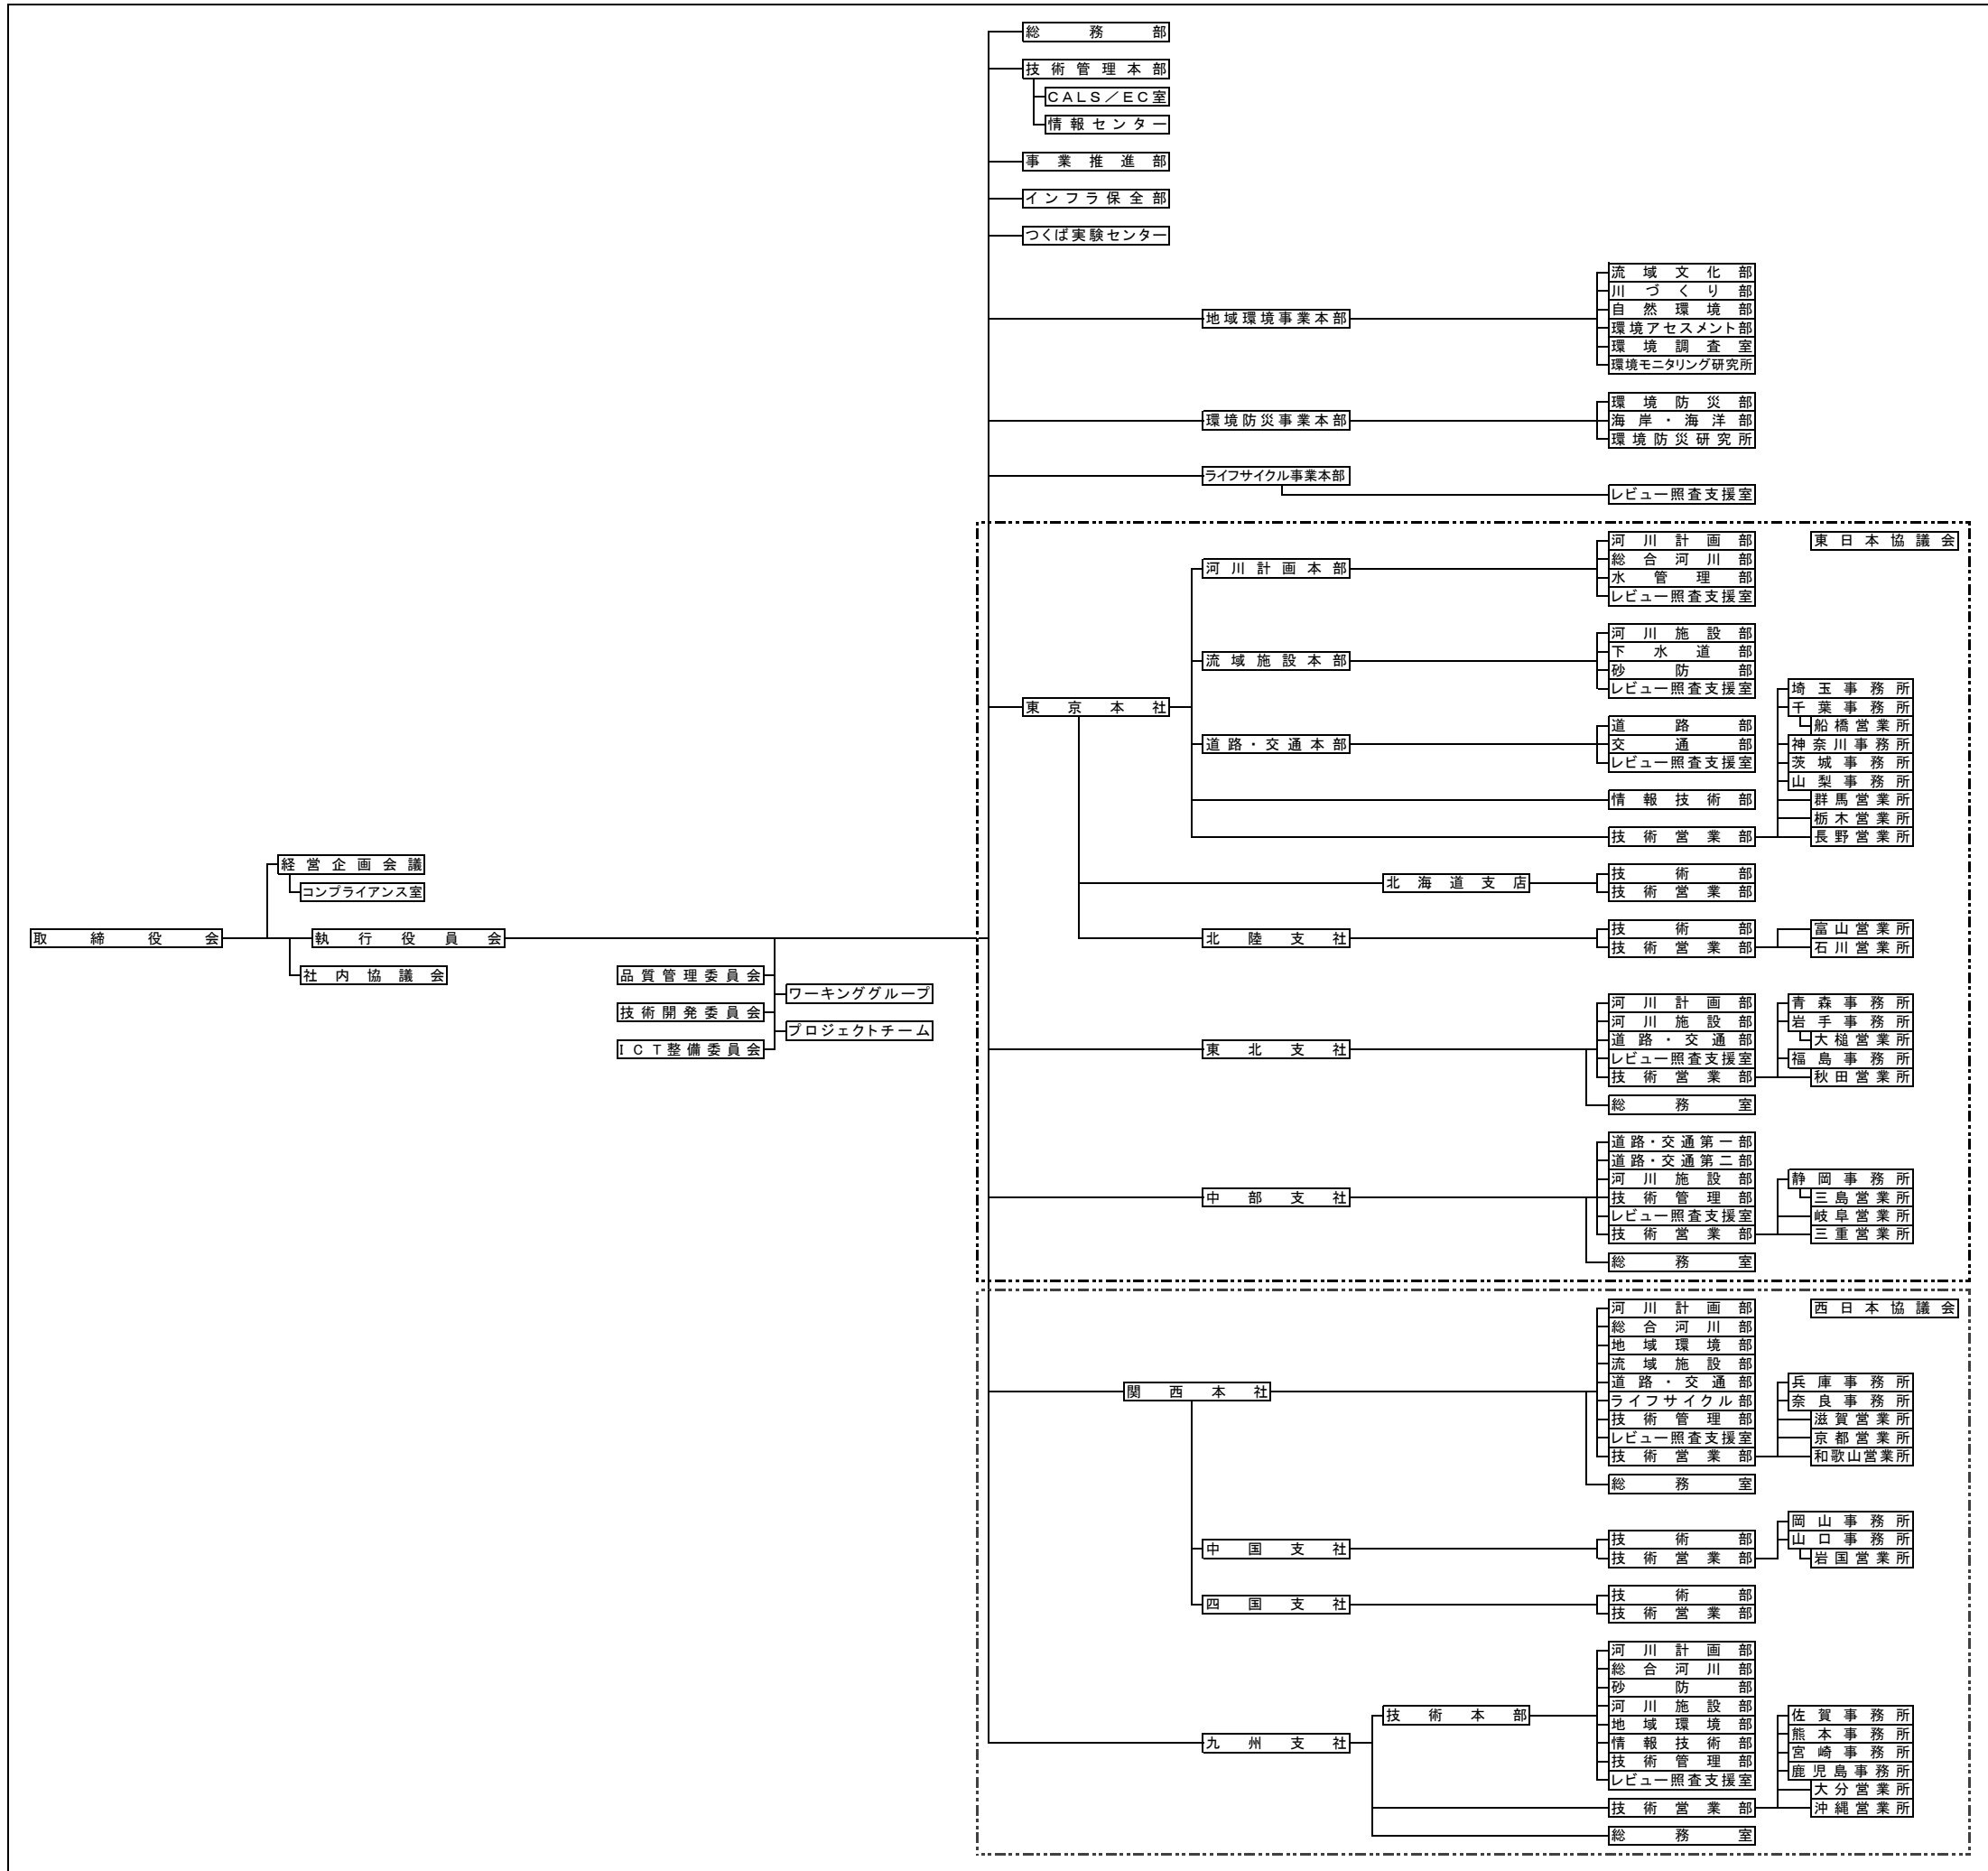 総務部
技術管理本部
CALS／EC室
情報センター
事業推進部
インフラ保全部
つくば実験センター
地域環境事業本部
流域文化部
川づくり部
自然環境部
環境アセスメント部
環境調査室
環境モニタリング研究所
環境防災事業本部
環境防災部
海岸・海洋部
環境防災研究所
ライフサイクル事業本部
レビュー照査支援室
東日本協議会
河川計画本部
河川計画部
総合河川部
水管理部
レビュー照査支援室
流域施設本部
河川施設部
下水道部
砂防部
レビュー照査支援室
東京本社
道路・交通本部
道路部
交通部
レビュー照査支援室
情報技術部
技術営業部
埼玉事務所
千葉事務所
船橋営業所
神奈川事務所
茨城事務所
山梨事務所
群馬営業所
栃木営業所
長野営業所
経営企画会議
コンプライアンス室
取締役会
執行役員会
社内協議会
品質管理委員会
ワーキンググループ
技術開発委員会
プロジェクトチーム
ICT整備委員会
北海道支店
技術部
技術営業部
北陸支社
技術部
技術営業部
富山営業所
石川営業所
東北支社
河川計画部
河川施設部
道路・交通部
レビュー照査支援室
技術営業部
総務室
青森事務所
岩手事務所
大槌営業所
福島事務所
秋田営業所
中部支社
道路・交通第一部
道路・交通第二部
河川施設部
技術管理部
レビュー照査支援室
技術営業部
総務室
静岡事務所
三島営業所
岐阜営業所
三重営業所
西日本協議会
関西本社
河川計画部
総合河川部
地域環境部
流域施設部
道路・交通部
ライフサイクル部
技術管理部
レビュー照査支援室
技術営業部
総務室
兵庫事務所
奈良事務所
滋賀営業所
京都営業所
和歌山営業所
中国支社
技術部
技術営業部
岡山事務所
山口事務所
岩国営業所
四国支社
技術部
技術営業部
九州支社
技術本部
河川計画部
総合河川部
砂防部
河川施設部
地域環境部
情報技術部
技術管理部
レビュー照査支援室
技術営業部
総務室
佐賀事務所
熊本事務所
宮崎事務所
鹿児島事務所
大分営業所
沖縄営業所